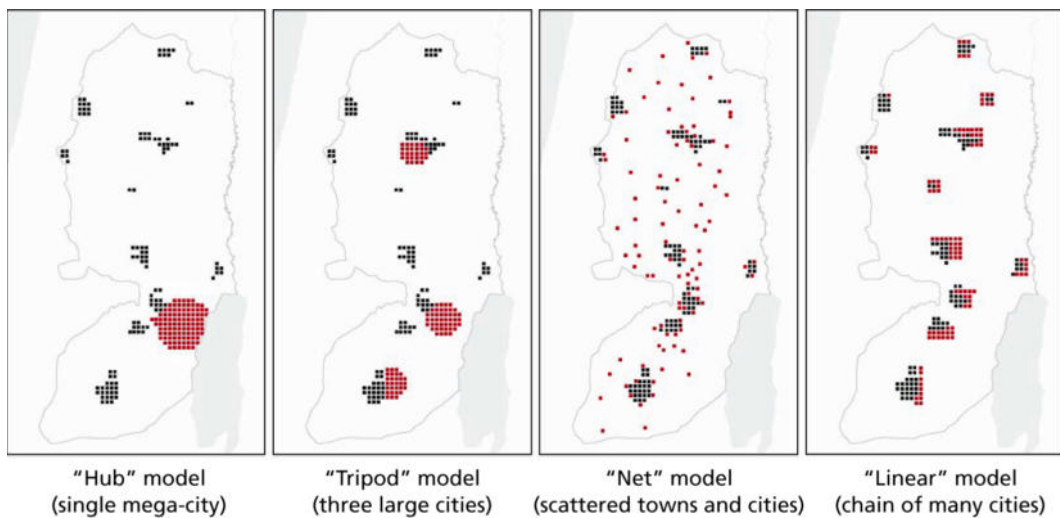 “Hub” model
(single mega-city)
“Tripod” model
(three large cities)
“Net” model
(scattered towns and cities)
“Linear” model
(chain of many cities)